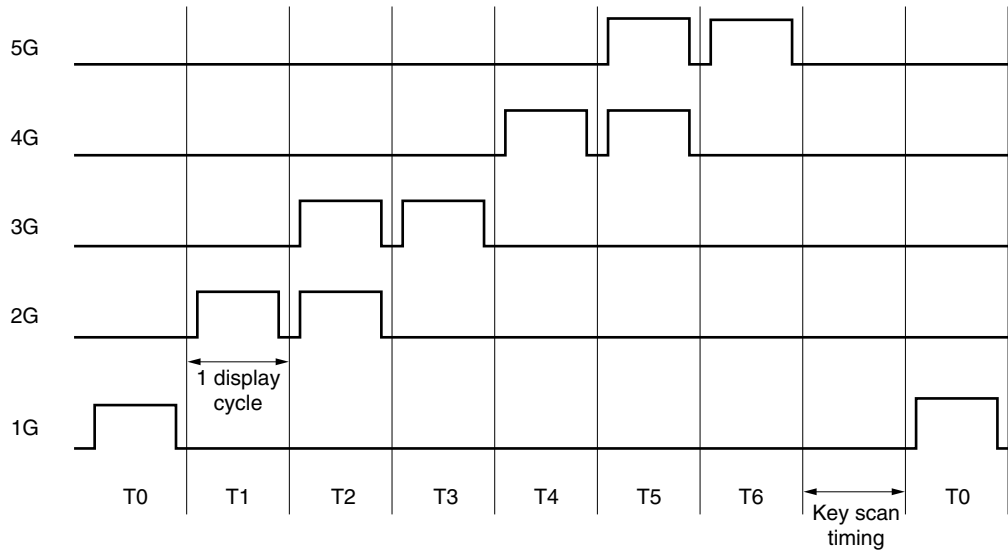 5G
4G
3G
2G
1 display
cycle
1G
T0 T1 T2 T3 T4 T5 T6 T0
Key scan
timing